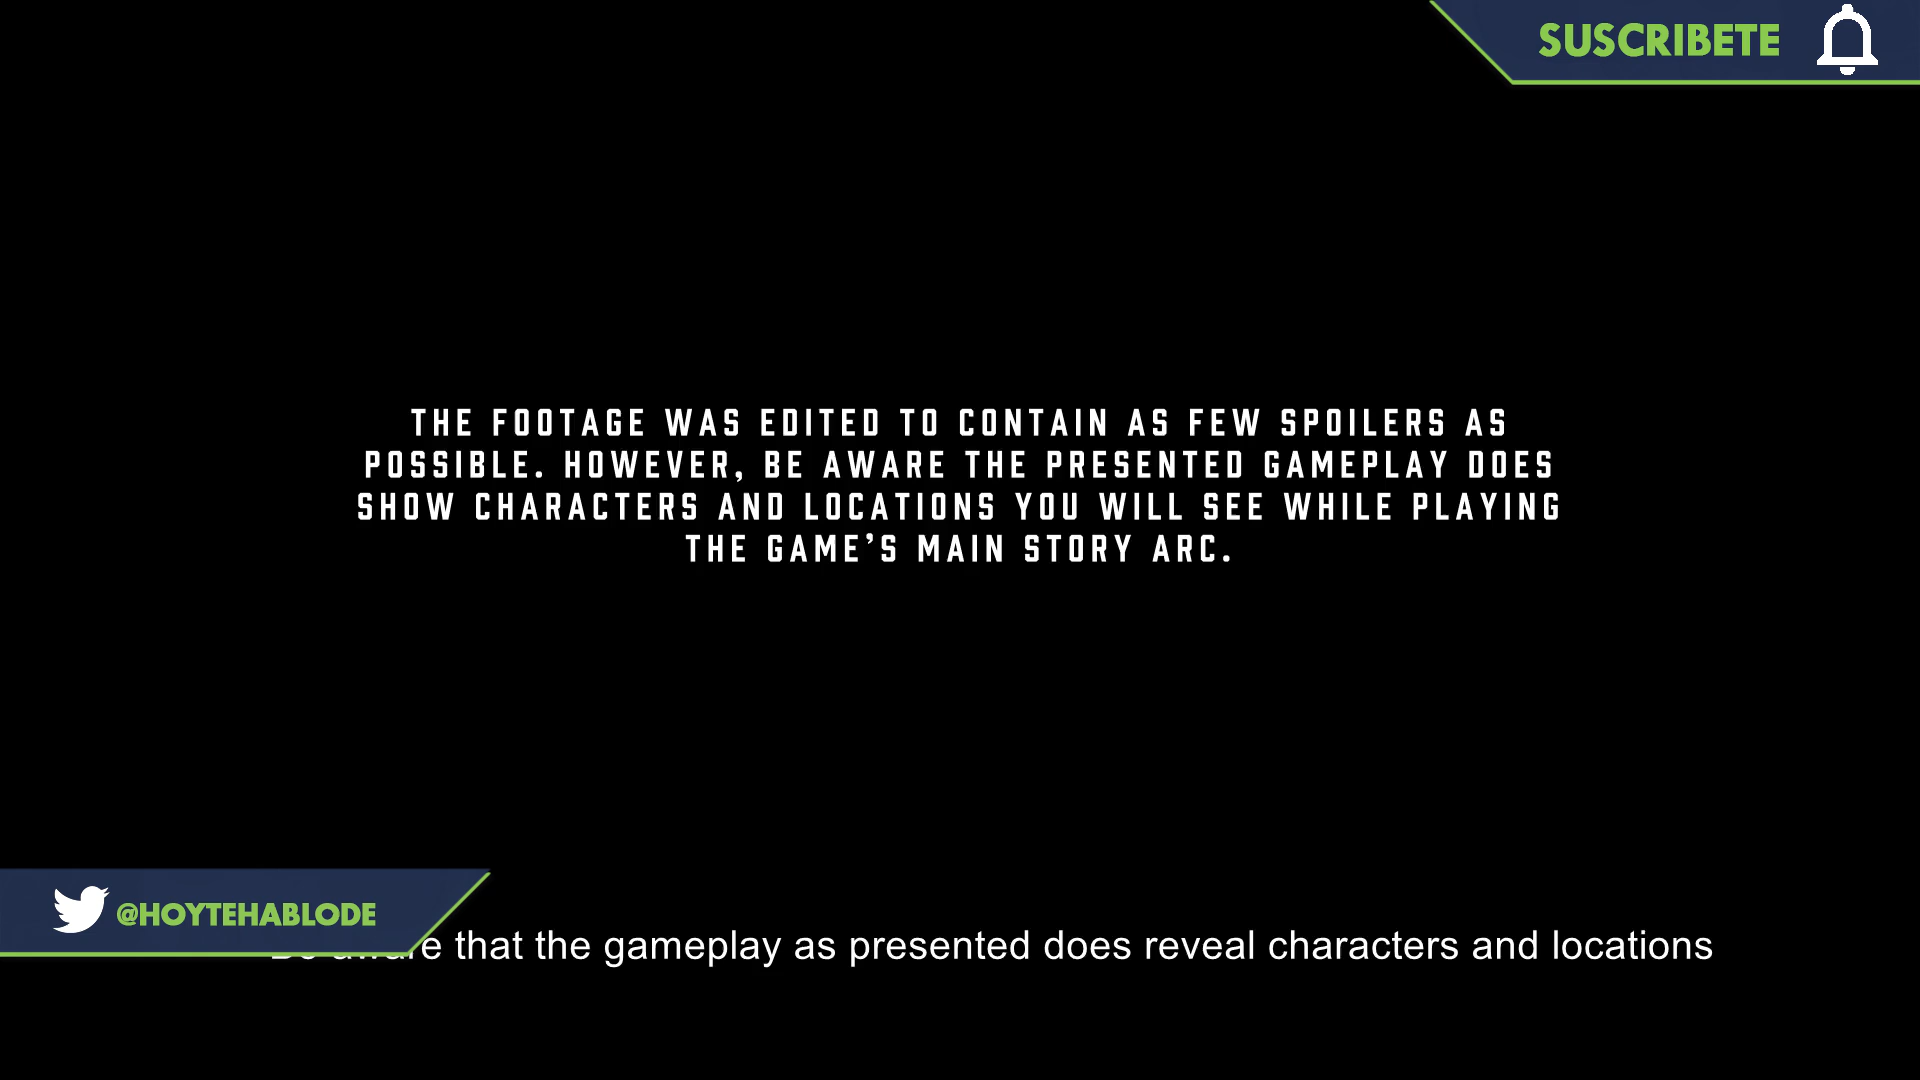 SUSCRIBETE
THE FOOTAGE WAS EDITED TO CONTAIN AS FEW SPOILERS AS
POSSIBLE. HOWEVER, BE AWARE THE PRESENTED GAMEPLAY DOES
SHOW CHARACTERS AND LOCATIONS YOU WILL SEE WHILE PLAYING
THE GAME’S MAIN STORY ARC.
@HOYTEHABLODE
that the gameplay as presented does reveal characters and locations